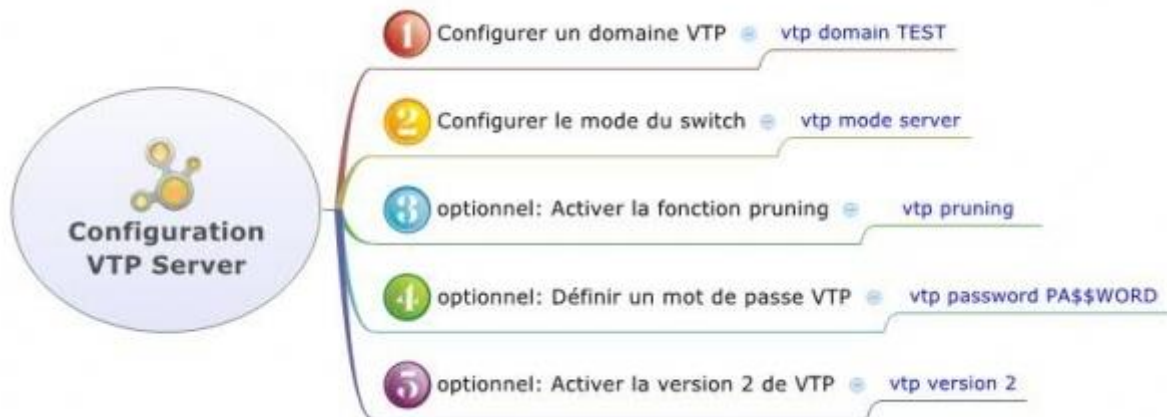 Configuration
VTP Server
1 Configurer un domaine VTP vtp domain TEST
2 Configurer le mode du switch vtp mode server
3 optionnel: Activer la fonction pruning vtp pruning
4 optionnel: Définir un mot de passe VTP vtp password PA$$WORD
5 optionnel: Activer la version 2 de VTP vtp version 2